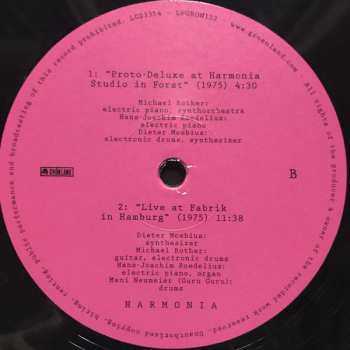 1: "Proto-Deluxe at Harmonia
Studio in Forst" (1975) 4:30
Michael Rother:
electric piano, synthorchestra
Hans-Joachim Roedelius:
electric piano
Dieter Moebius:
electronic drums, synthesizer
GRÖNLAND
B
2: "Live at Fabrik
in Hamburg" (1975) 11:38
Dieter Moebius:
synthesizer
Michael Rother:
guitar, electronic drums
Hans-Joachim Roedelius:
electric piano, organ
Mani Neumeier (Guru Guru):
drums
HARMONIA
www.groenland.com - All rights of the producer owner of the recorded work reserved. Unauthorized copying, hiring, renting, public performance and broadcasting of this record prohibited. LC03354 - LPGRON152